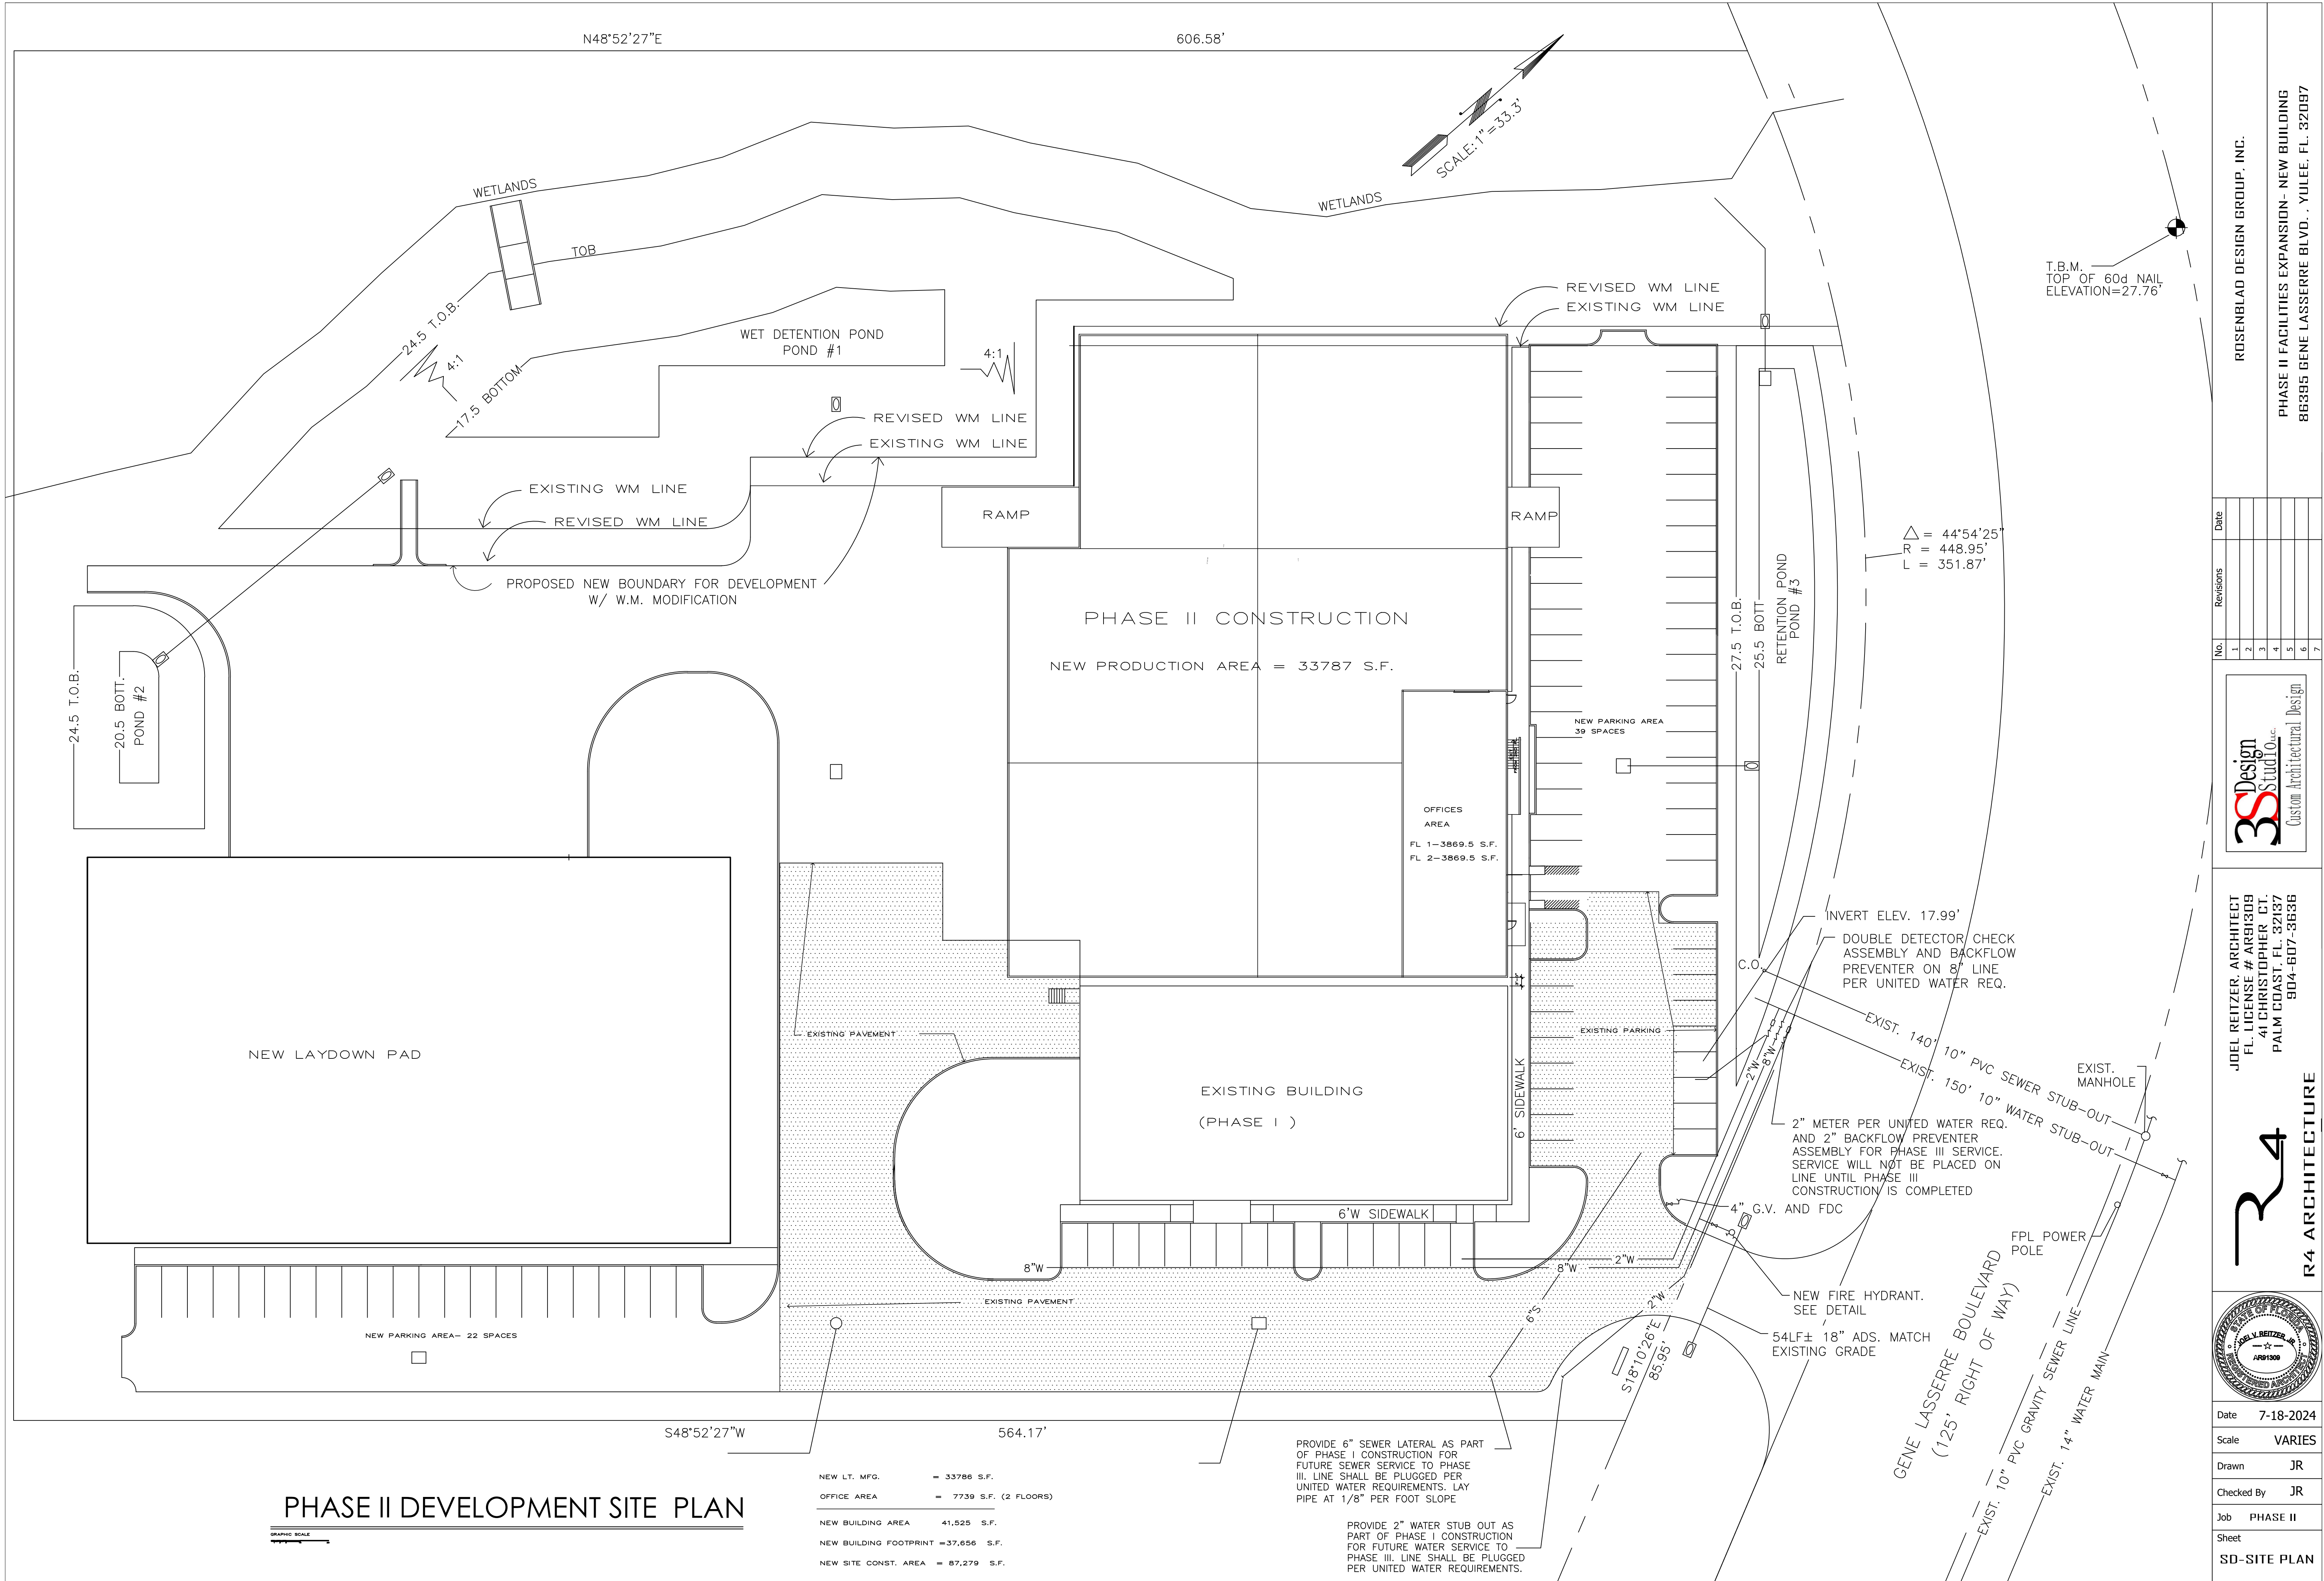 N48°52'27"E
606.58'
SCALE: 1"=33.3'
WETLANDS
WETLANDS
TOB
24.5 T.O.B.
4:1
17.5 BOTTOM
WET DETENTION POND
POND #1
4:1
REVISED WM LINE
EXISTING WM LINE
REVISED WM LINE
EXISTING WM LINE
EXISTING WM LINE
REVISED WM LINE
PROPOSED NEW BOUNDARY FOR DEVELOPMENT
W/ W.M. MODIFICATION
RAMP
RAMP
T.B.M.
TOP OF 60d NAIL
ELEVATION=27.76'
△ = 44°54'25"
R = 448.95'
L = 351.87'
24.5 T.O.B.
20.5 BOTT.
POND #2
PHASE II CONSTRUCTION
NEW PRODUCTION AREA = 33787 S.F.
27.5 T.O.B.
25.5 BOTT
RETENTION POND
POND #3
NEW PARKING AREA
39 SPACES
OFFICES
AREA
FL 1-3869.5 S.F.
FL 2-3869.5 S.F.
INVERT ELEV. 17.99'
DOUBLE DETECTOR CHECK
ASSEMBLY AND BACKFLOW
PREVENTER ON 8" LINE
PER UNITED WATER REQ.
C.O.
EXIST. 140' 10" PVC SEWER STUB-OUT
EXIST. 150' 10" WATER STUB-OUT
EXIST.
MANHOLE
2"W
8"W
EXISTING PAVEMENT
EXISTING PARKING
NEW LAYDOWN PAD
EXISTING BUILDING
(PHASE I )
6' SIDEWALK
6'W SIDEWALK
2" METER PER UNITED WATER REQ.
AND 2" BACKFLOW PREVENTER
ASSEMBLY FOR PHASE III SERVICE.
SERVICE WILL NOT BE PLACED ON
LINE UNTIL PHASE III
CONSTRUCTION IS COMPLETED
4" G.V. AND FDC
FPL POWER
POLE
8"W
8"W
2"W
EXISTING PAVEMENT
NEW PARKING AREA- 22 SPACES
6"S
2"W
NEW FIRE HYDRANT.
SEE DETAIL
54LF± 18" ADS. MATCH
EXISTING GRADE
S18°10'26"E
85.95'
GENE LASSERRE BOULEVARD
(125' RIGHT OF WAY)
EXIST. 10" PVC GRAVITY SEWER LINE
EXIST. 14" WATER MAIN
S48°52'27"W
564.17'
PROVIDE 6" SEWER LATERAL AS PART
OF PHASE I CONSTRUCTION FOR
FUTURE SEWER SERVICE TO PHASE
III. LINE SHALL BE PLUGGED PER
UNITED WATER REQUIREMENTS. LAY
PIPE AT 1/8" PER FOOT SLOPE
PROVIDE 2" WATER STUB OUT AS
PART OF PHASE I CONSTRUCTION
FOR FUTURE WATER SERVICE TO
PHASE III. LINE SHALL BE PLUGGED
PER UNITED WATER REQUIREMENTS.
NEW LT. MFG. = 33786 S.F.
OFFICE AREA = 7739 S.F. (2 FLOORS)
NEW BUILDING AREA 41,525 S.F.
NEW BUILDING FOOTPRINT =37,656 S.F.
NEW SITE CONST. AREA = 87,279 S.F.
PHASE II DEVELOPMENT SITE PLAN
GRAPHIC SCALE
ROSENBLAD DESIGN GROUP, INC.
PHASE II FACILITIES EXPANSION- NEW BUILDING
86395 GENE LASSERRE BLVD. , YULEE, FL. 32097
No. Revisions Date
1
2
3
4
5
6
7
3S Design
Studio LLC.
Custom Architectural Design
JOEL REITZER, ARCHITECT
FL. LICENSE # AR91309
41 CHRISTOPHER CT.
PALM COAST, FL. 32137
904-607-3636
R4
R4 ARCHITECTURE
STATE OF FLORIDA
JOEL V. REITZER, JR
AR91309
REGISTERED ARCHITECT
Date 7-18-2024
Scale VARIES
Drawn JR
Checked By JR
Job PHASE II
Sheet
SD-SITE PLAN